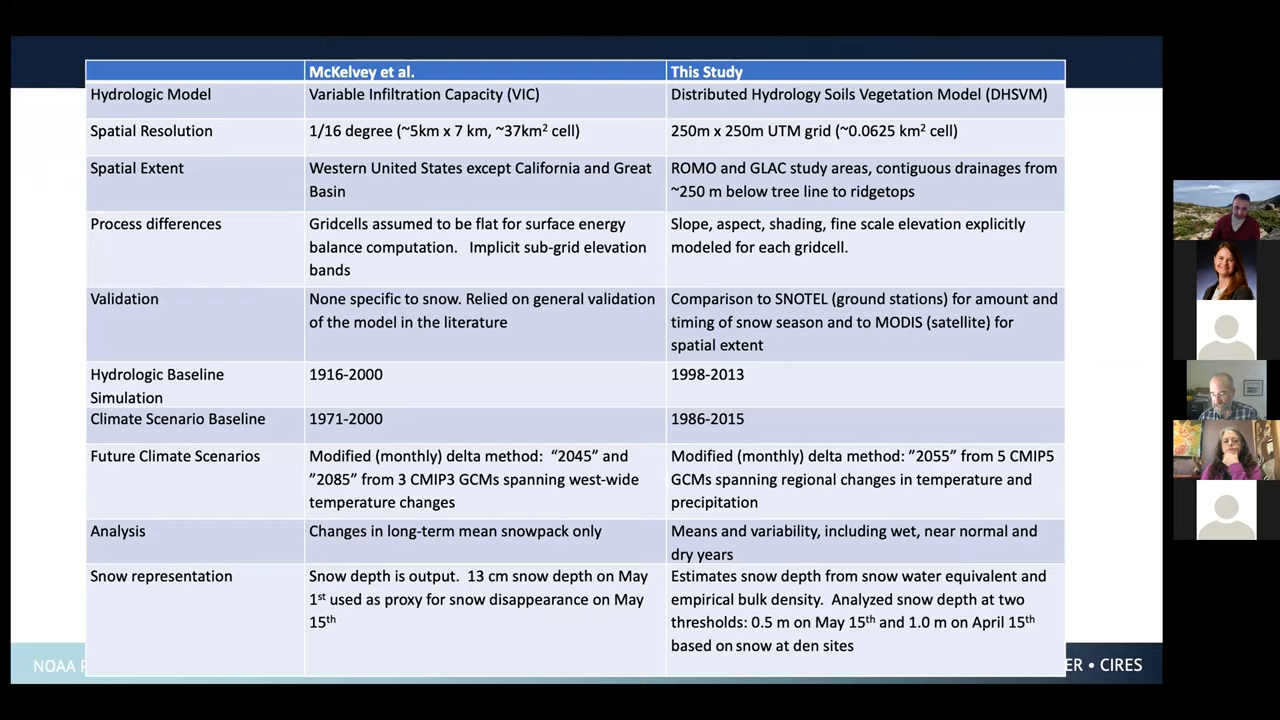 McKelvey et al. This Study
Hydrologic Model Variable Infiltration Capacity (VIC) Distributed Hydrology Soils Vegetation Model (DHSVM)
Spatial Resolution 1/16 degree (~5km x 7 km, ~37km² cell) 250m x 250m UTM grid (~0.0625 km² cell)
Spatial Extent Western United States except California and Great ROMO and GLAC study areas, contiguous drainages from
Basin ~250 m below tree line to ridgetops
Process differences Gridcells assumed to be flat for surface energy Slope, aspect, shading, fine scale elevation explicitly
balance computation. Implicit sub-grid elevation modeled for each gridcell.
bands
Validation None specific to snow. Relied on general validation Comparison to SNOTEL (ground stations) for amount and
of the model in the literature timing of snow season and to MODIS (satellite) for
spatial extent
Hydrologic Baseline 1916-2000 1998-2013
Simulation
Climate Scenario Baseline 1971-2000 1986-2015
Future Climate Scenarios Modified (monthly) delta method: "2045" and Modified (monthly) delta method: "2055" from 5 CMIP5
"2085" from 3 CMIP3 GCMs spanning west-wide GCMs spanning regional changes in temperature and
temperature changes precipitation
Analysis Changes in long-term mean snowpack only Means and variability, including wet, near normal and
dry years
Snow representation Snow depth is output. 13 cm snow depth on May Estimates snow depth from snow water equivalent and
1st used as proxy for snow disappearance on May empirical bulk density. Analyzed snow depth at two
15th thresholds: 0.5 m on May 15th and 1.0 m on April 15th
based on snow at den sites
NOAA ER • CIRES